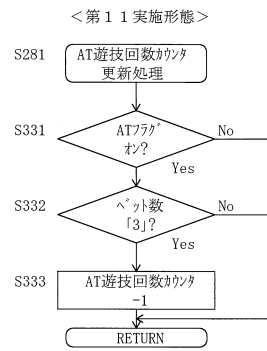 ＜第１１実施形態＞
S281
AT遊技回数ｶｳﾝﾀ
更新処理
S331
ATﾌﾗｸﾞ
ｵﾝ?
No
Yes
S332
ﾍﾞｯﾄ数
｢3｣?
No
Yes
S333
AT遊技回数ｶｳﾝﾀ
-1
RETURN